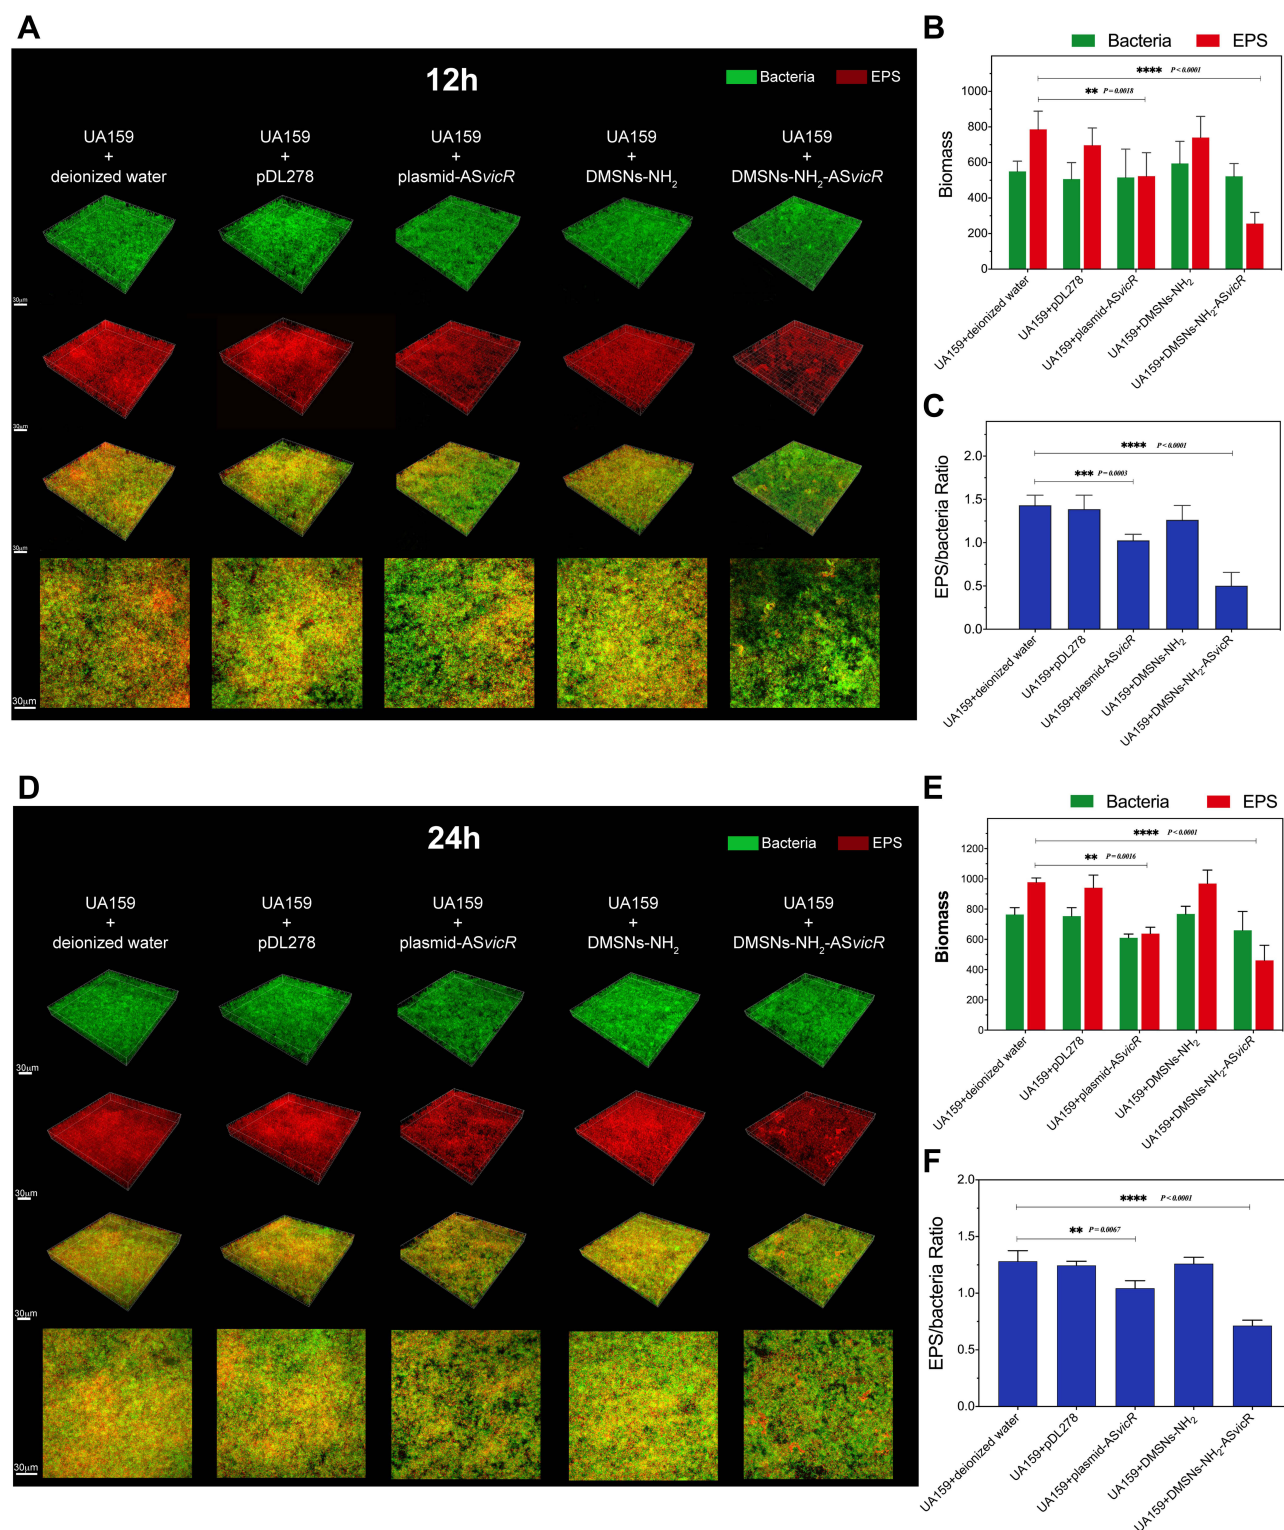 A
12h
Bacteria
EPS
UA159
+
deionized water
UA159
+
pDL278
UA159
+
plasmid-ASvicR
UA159
+
DMSNs-NH₂
UA159
+
DMSNs-NH₂-ASvicR
30μm
30μm
30μm
30μm
B
Bacteria
EPS
**** P<0.0001
** P=0.0018
Biomass
1000
800
600
400
200
0
UA159+deionized water
UA159+pDL278
UA159+plasmid-ASvicR
UA159+DMSNs-NH₂
UA159+DMSNs-NH₂-ASvicR
C
**** P<0.0001
*** P=0.0003
EPS/bacteria Ratio
2.0
1.5
1.0
0.5
0.0
UA159+deionized water
UA159+pDL278
UA159+plasmid-ASvicR
UA159+DMSNs-NH₂
UA159+DMSNs-NH₂-ASvicR
D
24h
Bacteria
EPS
UA159
+
deionized water
UA159
+
pDL278
UA159
+
plasmid-ASvicR
UA159
+
DMSNs-NH₂
UA159
+
DMSNs-NH₂-ASvicR
30μm
30μm
30μm
30μm
E
Bacteria
EPS
**** P<0.0001
** P=0.0016
Biomass
1200
1000
800
600
400
200
0
UA159+deionized water
UA159+pDL278
UA159+plasmid-ASvicR
UA159+DMSNs-NH₂
UA159+DMSNs-NH₂-ASvicR
F
**** P<0.0001
** P=0.0067
EPS/bacteria Ratio
2.0
1.5
1.0
0.5
0.0
UA159+deionized water
UA159+pDL278
UA159+plasmid-ASvicR
UA159+DMSNs-NH₂
UA159+DMSNs-NH₂-ASvicR